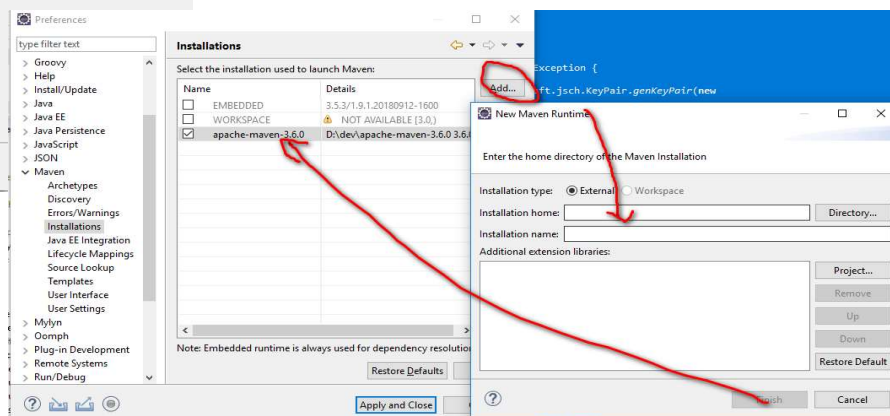 Preferences
type filter text
Groovy
Help
Install/Update
Java
Java EE
Java Persistence
JavaScript
JSON
Maven
Archetypes
Discovery
Errors/Warnings
Installations
Java EE Integration
Lifecycle Mappings
Source Lookup
Templates
User Interface
User Settings
Mylyn
Oomph
Plug-in Development
Remote Systems
Run/Debug
Installations
Select the installation used to launch Maven:
Name Details
EMBEDDED 3.5.3/1.9.1.20180912-1600
WORKSPACE NOT AVAILABLE [3.0,)
apache-maven-3.6.0 D:\dev\apache-maven-3.6.0 3.6.
Add...
Note: Embedded runtime is always used for dependency resolution
Restore Defaults
Apply and Close
Exception {
ft.jsch.KeyPair.genKeyPair(new
New Maven Runtime
Enter the home directory of the Maven Installation
Installation type: External Workspace
Installation home: Directory...
Installation name:
Additional extension libraries:
Project...
Remove
Up
Down
Restore Default
Finish Cancel